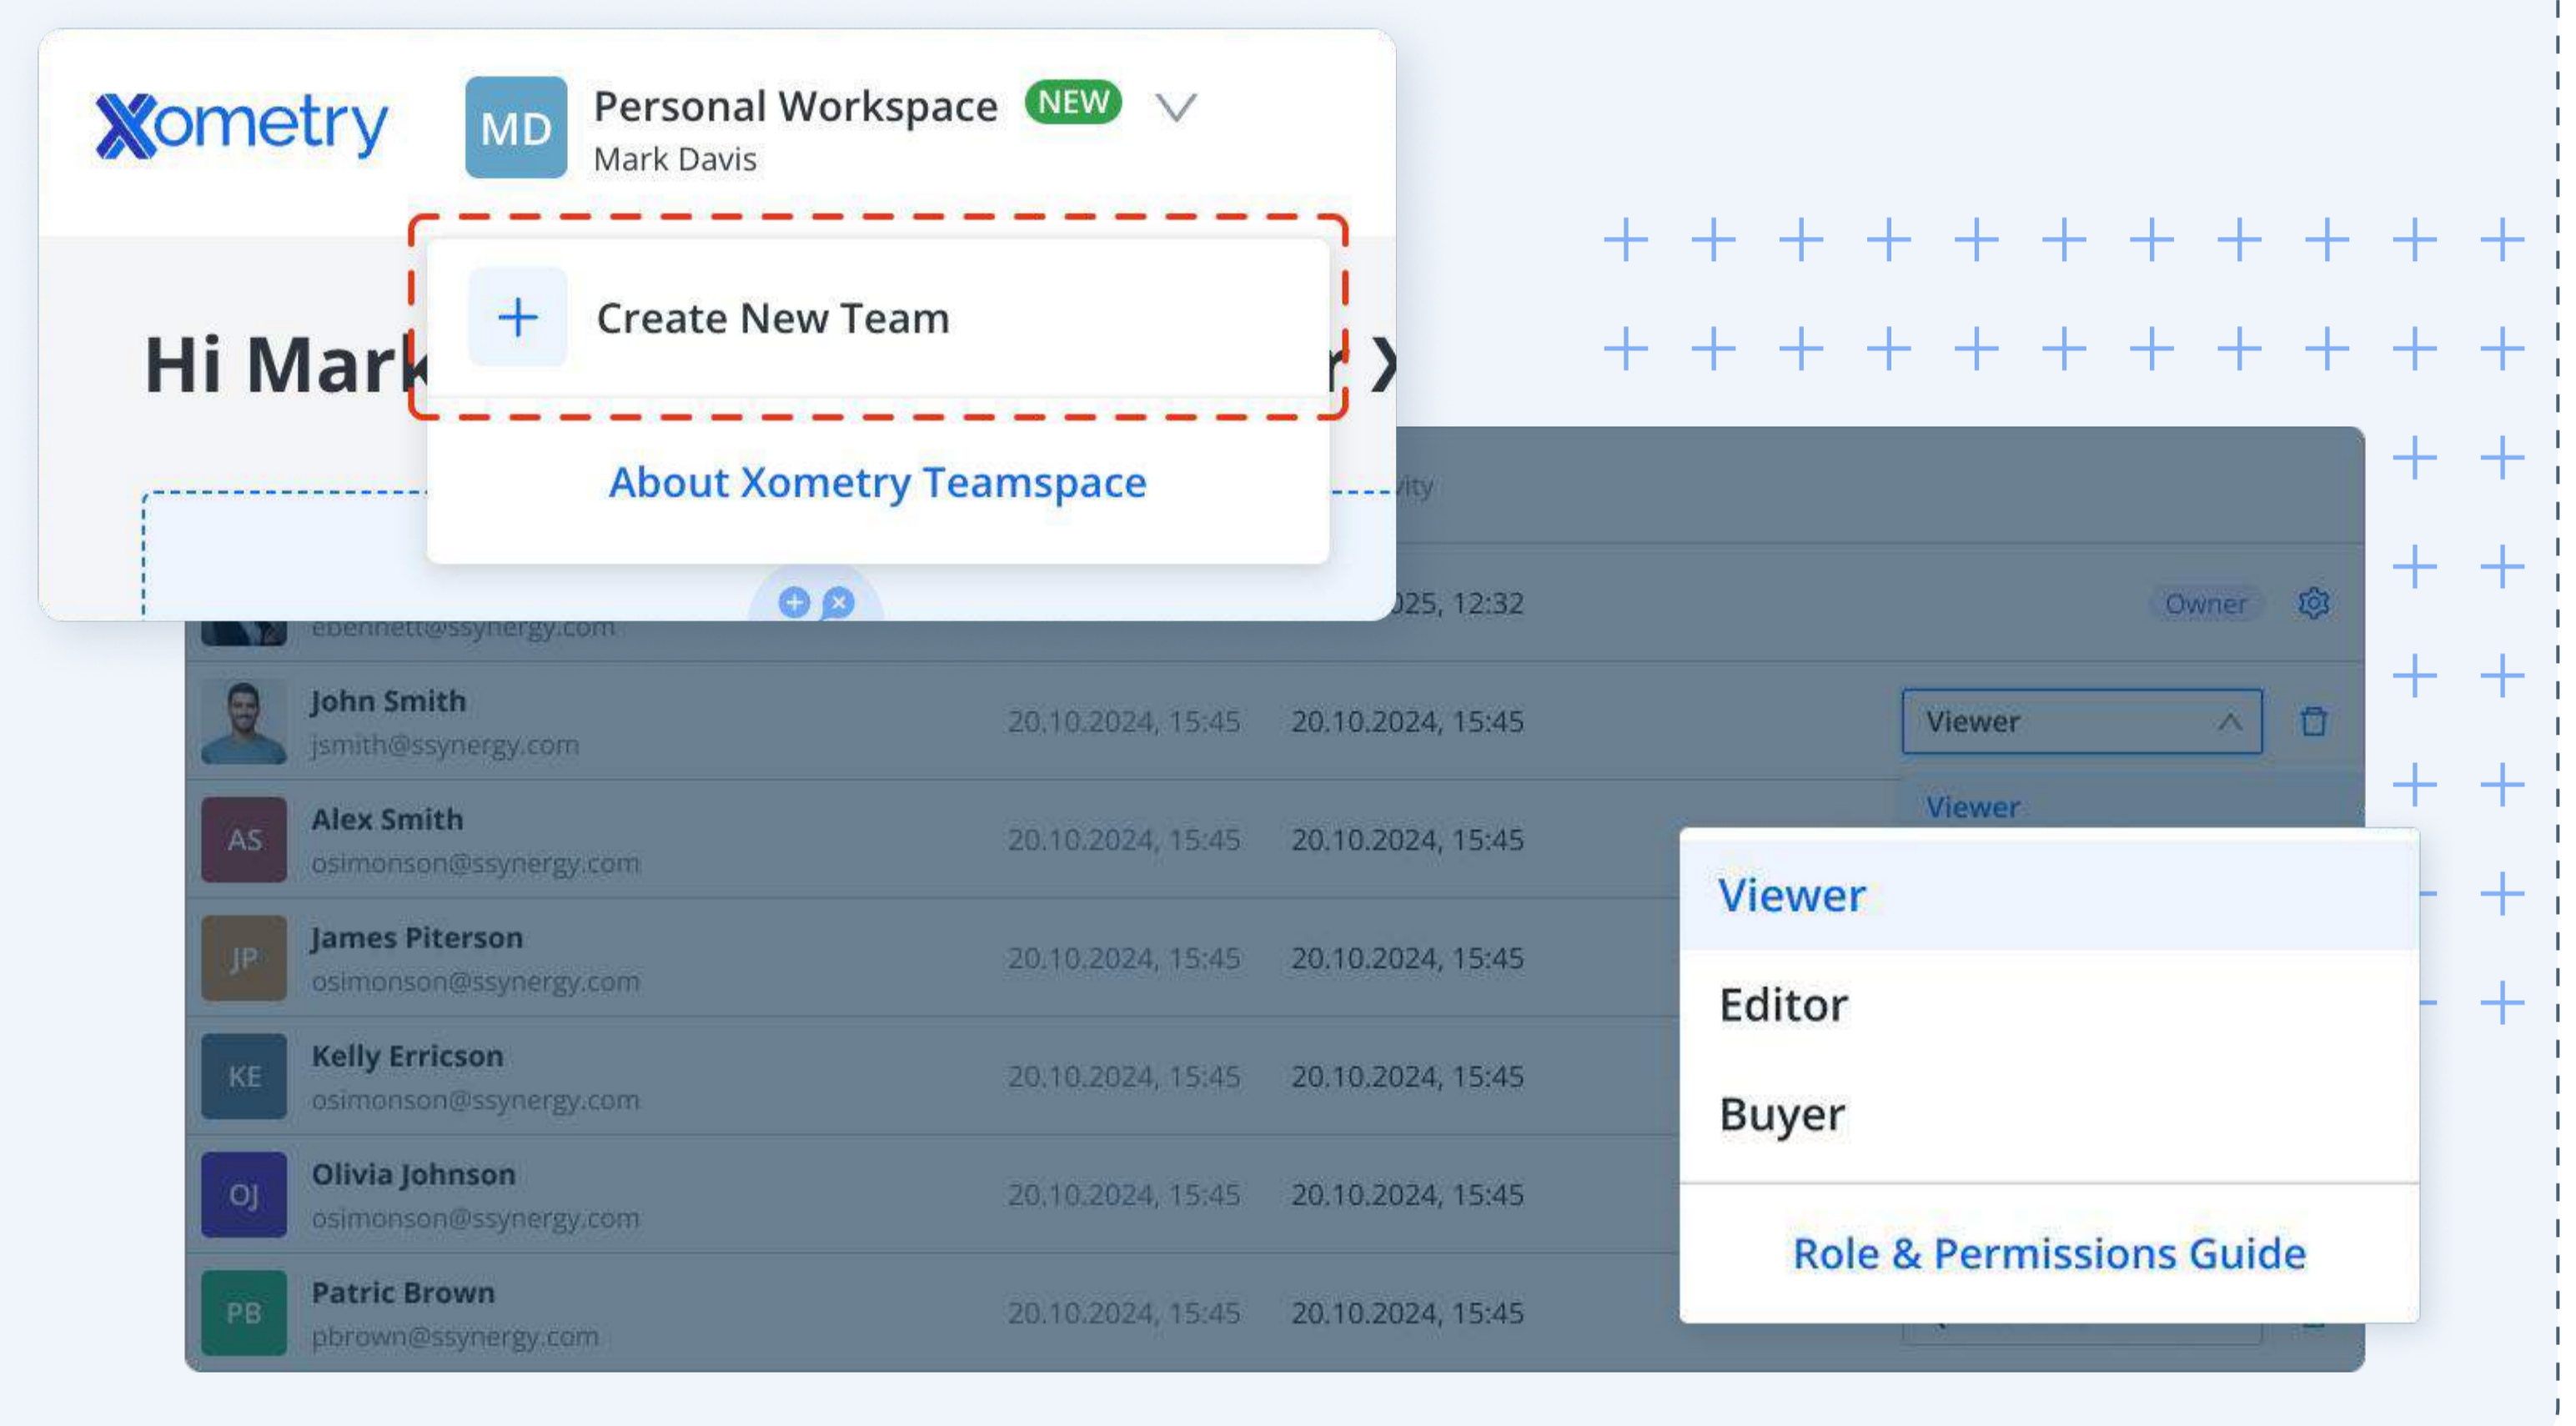 Xometry
MD
Personal Workspace
NEW
Mark Davis
Create New Team
Hi Mark
About Xometry Teamspace
025, 12:32
Owner
ebennett@ssynergy.com
John Smith
jsmith@ssynergy.com
20.10.2024, 15:45
20.10.2024, 15:45
Viewer
Viewer
AS
Alex Smith
osimonson@ssynergy.com
20.10.2024, 15:45
20.10.2024, 15:45
JP
James Piterson
osimonson@ssynergy.com
20.10.2024, 15:45
20.10.2024, 15:45
KE
Kelly Erricson
osimonson@ssynergy.com
20.10.2024, 15:45
20.10.2024, 15:45
OJ
Olivia Johnson
osimonson@ssynergy.com
20.10.2024, 15:45
20.10.2024, 15:45
PB
Patric Brown
pbrown@ssynergy.com
20.10.2024, 15:45
20.10.2024, 15:45
Viewer
Editor
Buyer
Role & Permissions Guide